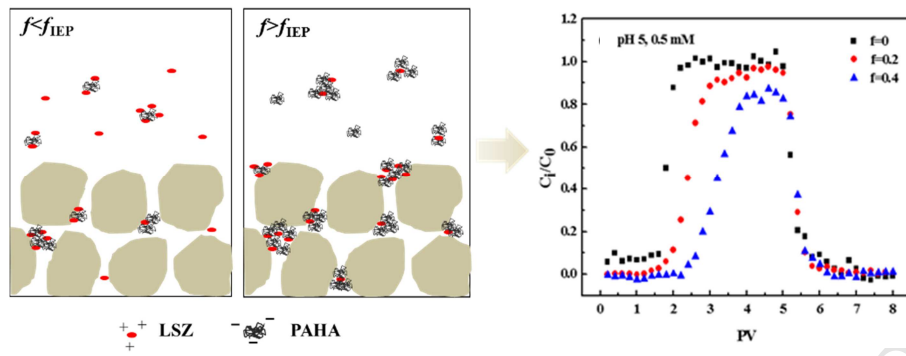 f<fIEP
f>fIEP
+ + + LSZ
− − − PAHA
pH 5, 0.5 mM
f=0
f=0.2
f=0.4
Ci/C0
1.2
1.0
0.8
0.6
0.4
0.2
0.0
0 1 2 3 4 5 6 7 8
PV